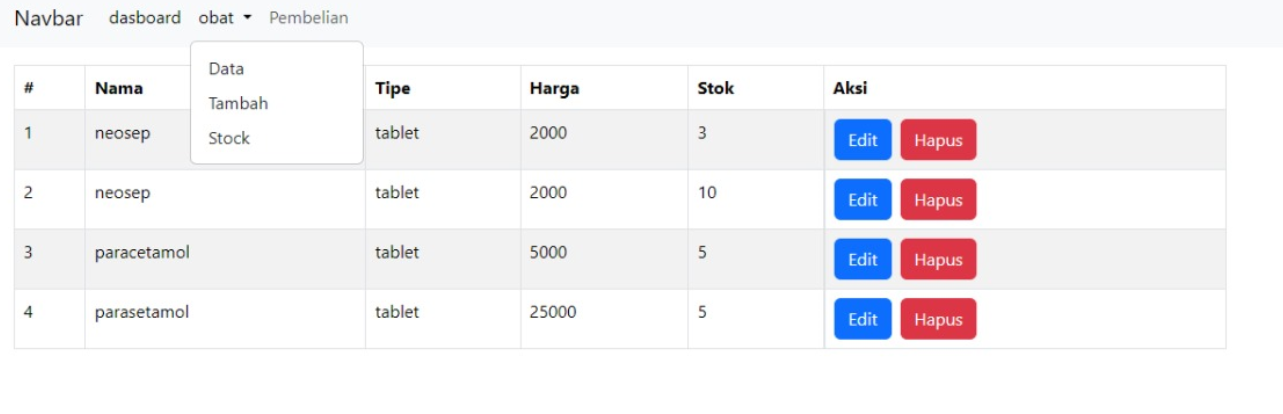 Navbar dasboard obat Pembelian
Data
Tambah
Stock
# Nama Tipe Harga Stok Aksi
1 neosep tablet 2000 3 Edit Hapus
2 neosep tablet 2000 10 Edit Hapus
3 paracetamol tablet 5000 5 Edit Hapus
4 parasetamol tablet 25000 5 Edit Hapus